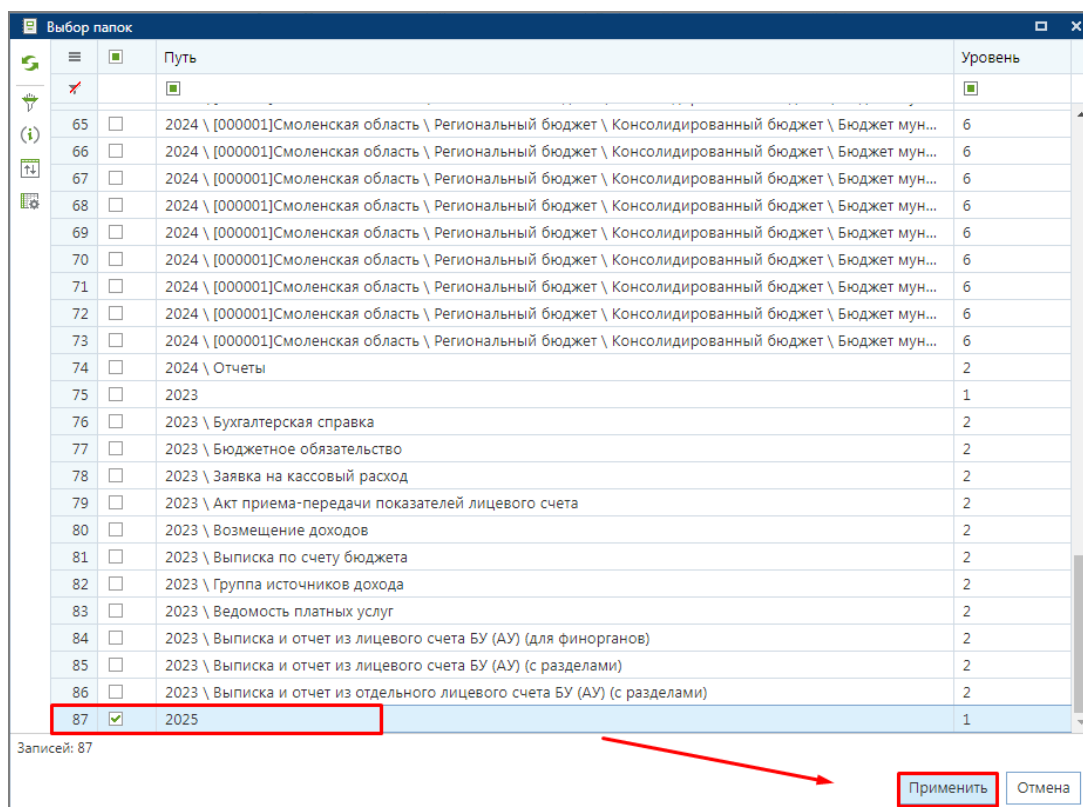 Выбор папок
Путь Уровень
65 2024 \ [000001]Смоленская область \ Региональный бюджет \ Консолидированный бюджет \ Бюджет мун... 6
66 2024 \ [000001]Смоленская область \ Региональный бюджет \ Консолидированный бюджет \ Бюджет мун... 6
67 2024 \ [000001]Смоленская область \ Региональный бюджет \ Консолидированный бюджет \ Бюджет мун... 6
68 2024 \ [000001]Смоленская область \ Региональный бюджет \ Консолидированный бюджет \ Бюджет мун... 6
69 2024 \ [000001]Смоленская область \ Региональный бюджет \ Консолидированный бюджет \ Бюджет мун... 6
70 2024 \ [000001]Смоленская область \ Региональный бюджет \ Консолидированный бюджет \ Бюджет мун... 6
71 2024 \ [000001]Смоленская область \ Региональный бюджет \ Консолидированный бюджет \ Бюджет мун... 6
72 2024 \ [000001]Смоленская область \ Региональный бюджет \ Консолидированный бюджет \ Бюджет мун... 6
73 2024 \ [000001]Смоленская область \ Региональный бюджет \ Консолидированный бюджет \ Бюджет мун... 6
74 2024 \ Отчеты 2
75 2023 1
76 2023 \ Бухгалтерская справка 2
77 2023 \ Бюджетное обязательство 2
78 2023 \ Заявка на кассовый расход 2
79 2023 \ Акт приема-передачи показателей лицевого счета 2
80 2023 \ Возмещение доходов 2
81 2023 \ Выписка по счету бюджета 2
82 2023 \ Группа источников дохода 2
83 2023 \ Ведомость платных услуг 2
84 2023 \ Выписка и отчет из лицевого счета БУ (АУ) (для финорганов) 2
85 2023 \ Выписка и отчет из лицевого счета БУ (АУ) (с разделами) 2
86 2023 \ Выписка и отчет из отдельного лицевого счета БУ (АУ) (с разделами) 2
87 2025 1
Записей: 87
Применить Отмена